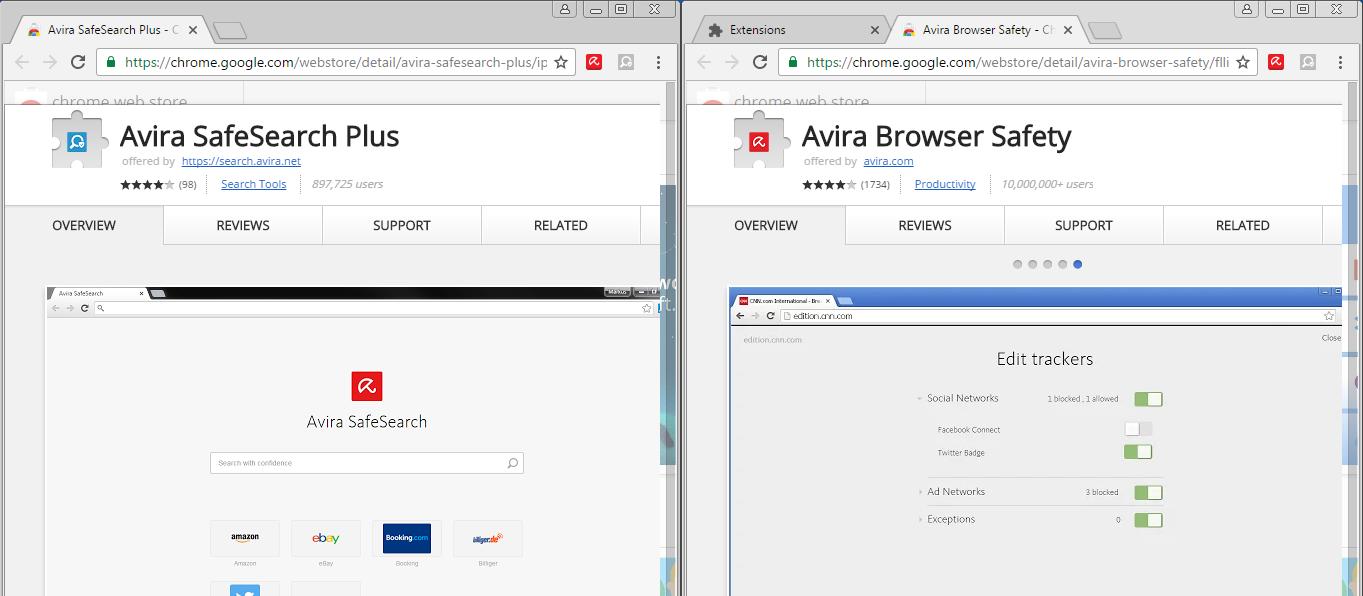 Avira SafeSearch Plus - C
https://chrome.google.com/webstore/detail/avira-safesearch-plus/ip
chrome web store
Avira SafeSearch Plus
offered by https://search.avira.net
(98) Search Tools 897,725 users
OVERVIEW REVIEWS SUPPORT RELATED
Avira SafeSearch
Markus
Avira SafeSearch
Search with confidence
amazon ebay Booking.com billiger.de
Amazon eBay Booking Billiger
Extensions Avira Browser Safety - Ch
https://chrome.google.com/webstore/detail/avira-browser-safety/flli
chrome web store
Avira Browser Safety
offered by avira.com
(1734) Productivity 10,000,000+ users
OVERVIEW REVIEWS SUPPORT RELATED
CNN.com International - Bre
edition.cnn.com
edition.cnn.com Close
Edit trackers
Social Networks 1 blocked , 1 allowed
Facebook Connect
Twitter Badge
Ad Networks 3 blocked
Exceptions 0